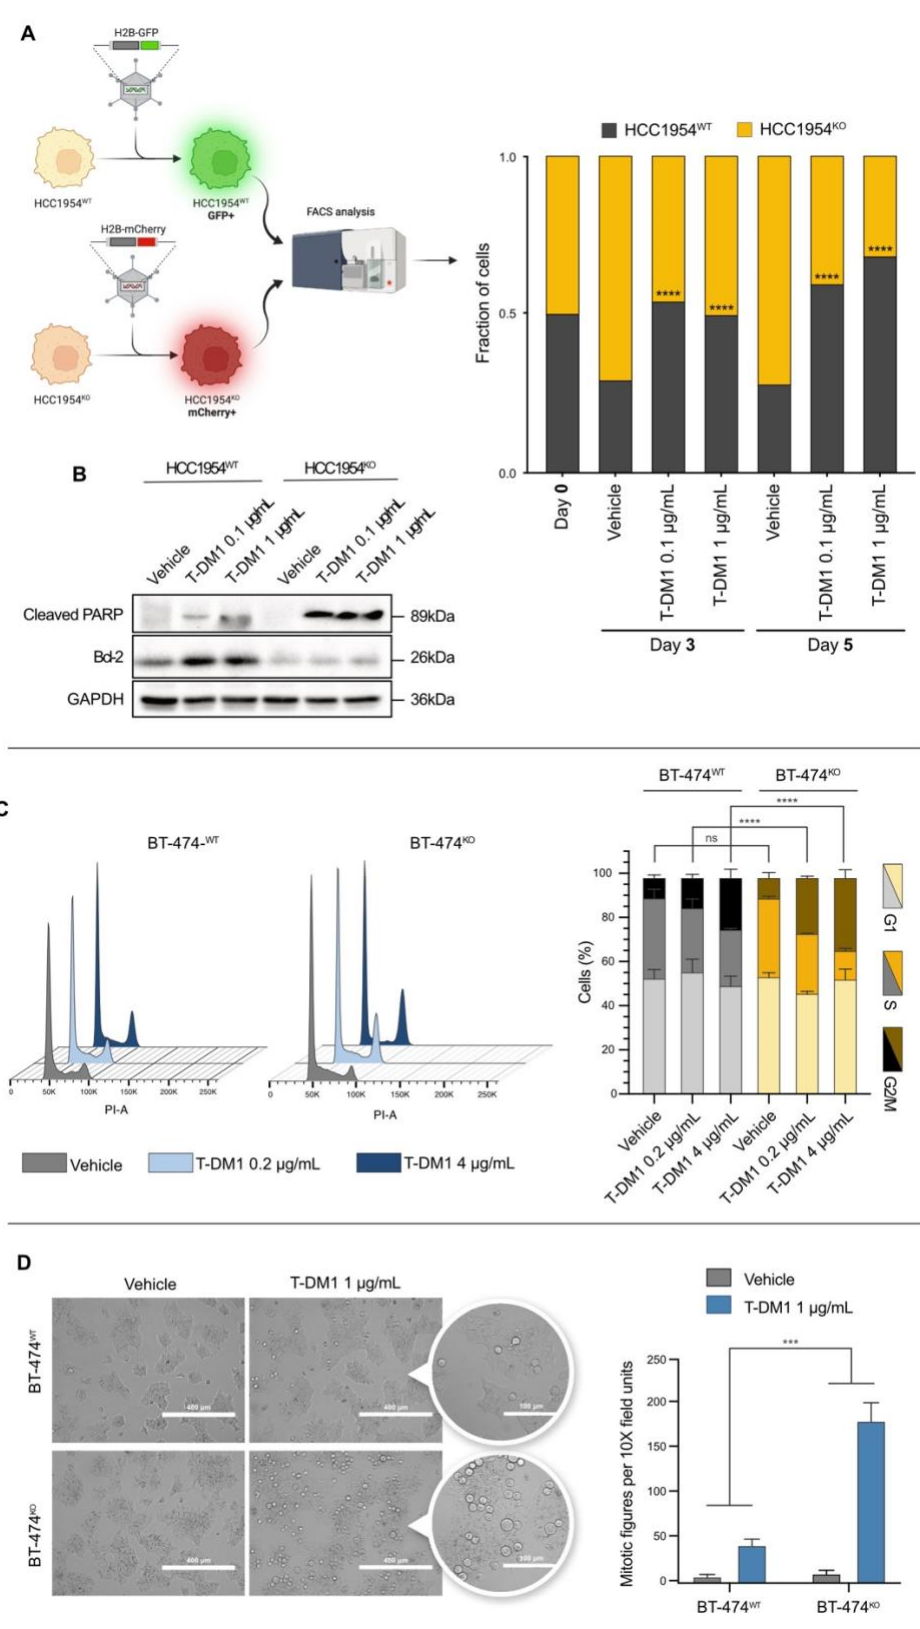 A
H2B-GFP
HCC1954WT
HCC1954WT
GFP+
H2B-mCherry
HCC1954KO
HCC1954KO
mCherry+
FACS analysis
HCC1954WT HCC1954KO
Fraction of cells
1.0
0.5
0.0
**** **** **** ****
Day 0
Vehicle
T-DM1 0.1 µg/mL
T-DM1 1 µg/mL
Vehicle
T-DM1 0.1 µg/mL
T-DM1 1 µg/mL
Day 3
Day 5
B
HCC1954WT HCC1954KO
Vehicle
T-DM1 0.1 µg/mL
T-DM1 1 µg/mL
Vehicle
T-DM1 0.1 µg/mL
T-DM1 1 µg/mL
Cleaved PARP 89kDa
Bcl-2 26kDa
GAPDH 36kDa
C
BT-474-WT
BT-474KO
0 50K 100K 150K 200K 250K
PI-A
0 50K 100K 150K 200K 250K
PI-A
Vehicle T-DM1 0.2 µg/mL T-DM1 4 µg/mL
BT-474WT BT-474KO
****
****
ns
Cells (%)
100
80
60
40
20
0
Vehicle
T-DM1 0.2 µg/mL
T-DM1 4 µg/mL
Vehicle
T-DM1 0.2 µg/mL
T-DM1 4 µg/mL
G1
S
G2/M
D
Vehicle T-DM1 1 µg/mL
BT-474WT
400 µm 400 µm 100 µm
BT-474KO
400 µm 400 µm 100 µm
Vehicle
T-DM1 1 µg/mL
***
Mitotic figures per 10X field units
250
200
150
100
50
0
BT-474WT BT-474KO